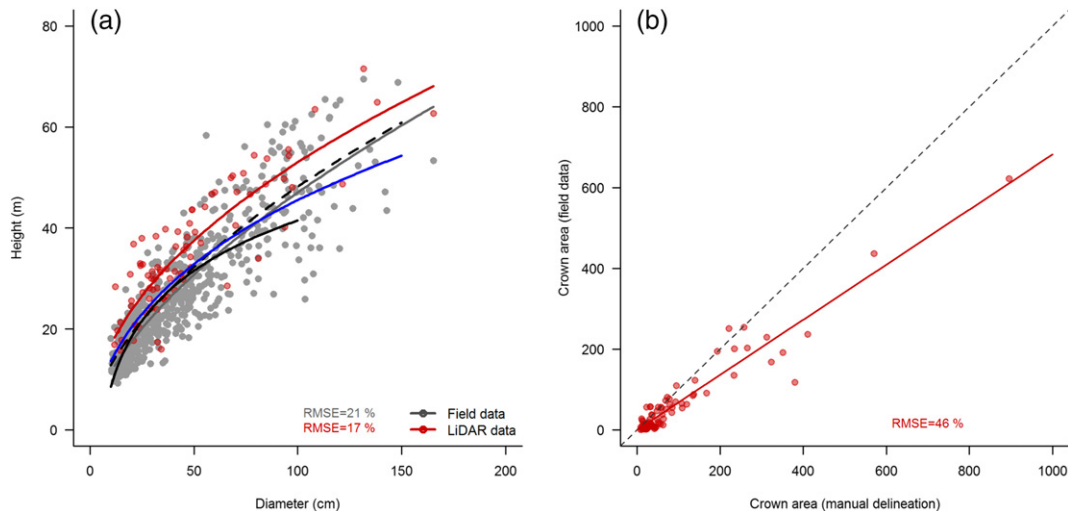 (a)
80
60
40
20
0
Height (m)
RMSE=21 %
RMSE=17 %
Field data
LiDAR data
0 50 100 150 200
Diameter (cm)
(b)
1000
800
600
400
200
0
Crown area (field data)
RMSE=46 %
0 200 400 600 800 1000
Crown area (manual delineation)